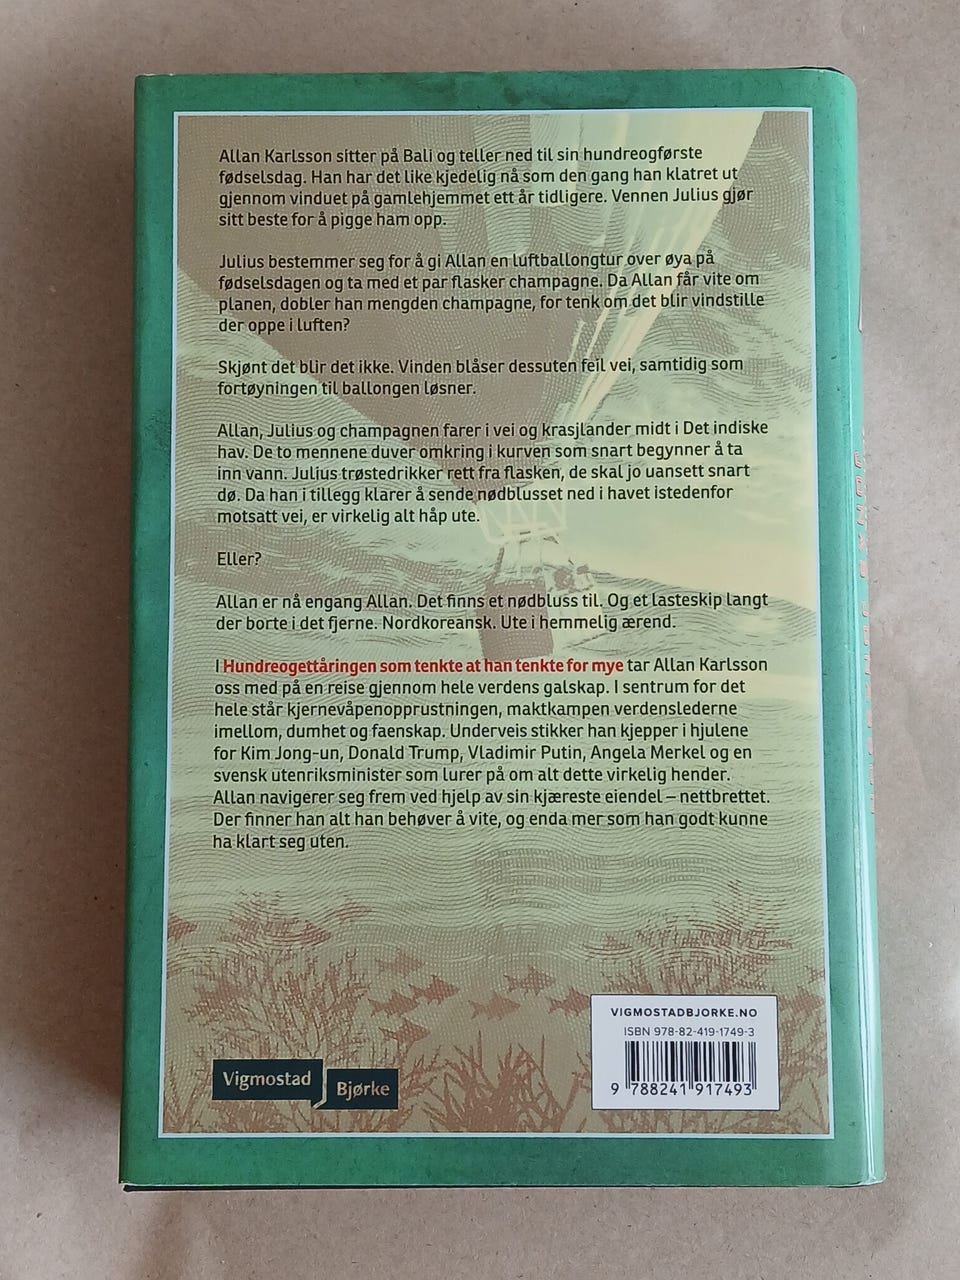 Allan Karlsson sitter på Bali og teller ned til sin hundreogførste
fødselsdag. Han har det like kjedelig nå som den gang han klatret ut
gjennom vinduet på gamlehjemmet ett år tidligere. Vennen Julius gjør
sitt beste for å pigge ham opp.
Julius bestemmer seg for å gi Allan en luftballongtur over øya på
fødselsdagen og ta med et par flasker champagne. Da Allan får vite om
planen, dobler han mengden champagne, for tenk om det blir vindstille
der oppe i luften?
Skjønt det blir det ikke. Vinden blåser dessuten feil vei, samtidig som
fortøyningen til ballongen løsner.
Allan, Julius og champagnen farer i vei og krasjlander midt i Det indiske
hav. De to mennene duver omkring i kurven som snart begynner å ta
inn vann. Julius trøstedrikker rett fra flasken, de skal jo uansett snart
dø. Da han i tillegg klarer å sende nødblusset ned i havet istedenfor
motsatt vei, er virkelig alt håp ute.
Eller?
Allan er nå engang Allan. Det finns et nødbluss til. Og et lasteskip langt
der borte i det fjerne. Nordkoreansk. Ute i hemmelig ærend.
I Hundreogettåringen som tenkte at han tenkte for mye tar Allan Karlsson
oss med på en reise gjennom hele verdens galskap. I sentrum for det
hele står kjernevåpenopprustningen, maktkampen verdenslederne
imellom, dumhet og faenskap. Underveis stikker han kjepper i hjulene
for Kim Jong-un, Donald Trump, Vladimir Putin, Angela Merkel og en
svensk utenriksminister som lurer på om alt dette virkelig hender.
Allan navigerer seg frem ved hjelp av sin kjæreste eiendel – nettbrettet.
Der finner han alt han behøver å vite, og enda mer som han godt kunne
ha klart seg uten.
VIGMOSTADBJORKE.NO
ISBN 978-82-419-1749-3
9 788241 917493
Vigmostad
Bjørke